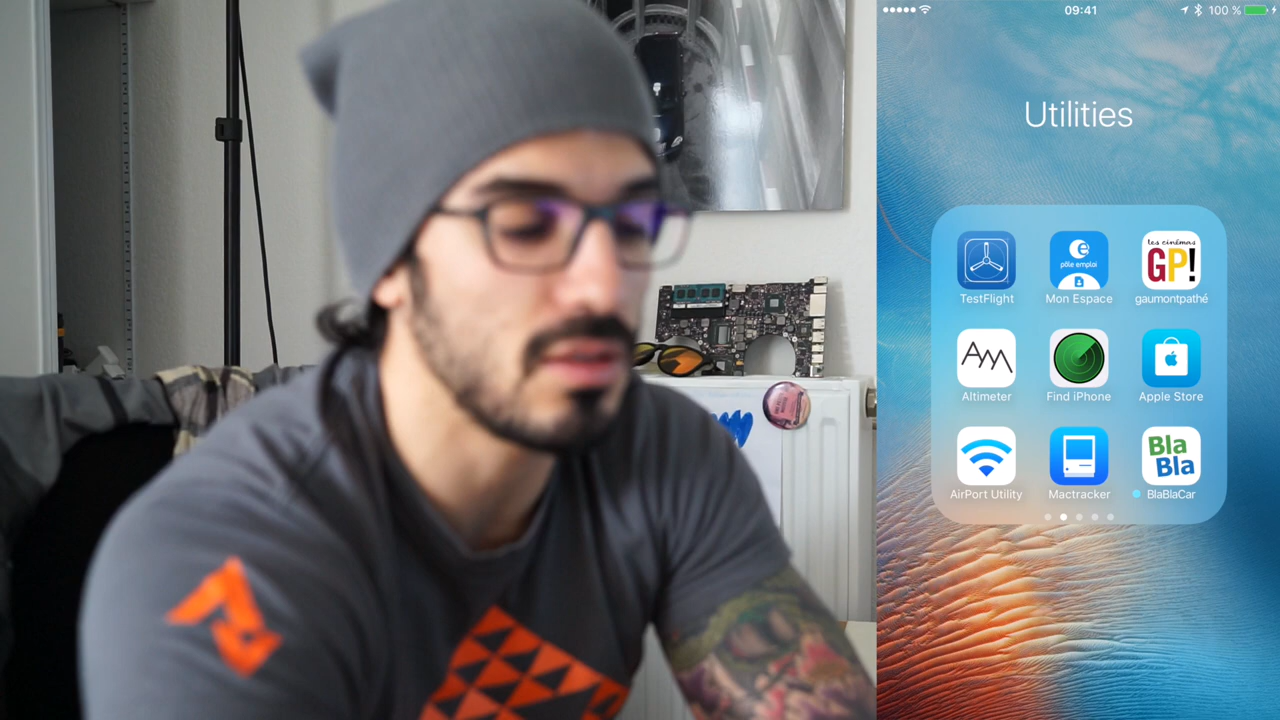 09:41
100 %
Utilities
pôle emploi
les cinémas
GP!
TestFlight
Mon Espace
gaumontpathé
AM
Altimeter
Find iPhone
Apple Store
Bla
Bla
AirPort Utility
Mactracker
BlaBlaCar